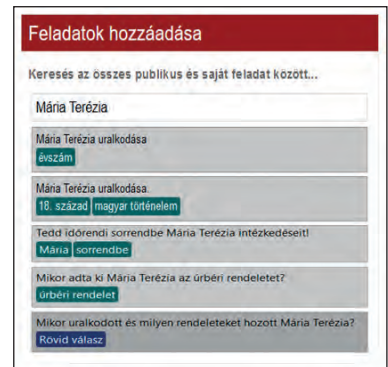 Feladatok hozzáadása
Keresés az összes publikus és saját feladat között...
Mária Terézia
Mária Terézia uralkodása
évszám
Mária Terézia uralkodása
18. század magyar történelem
Tedd időrendi sorrendbe Mária Terézia intézkedéseit!
Mária sorrendbe
Mikor adta ki Mária Terézia az úrbéri rendeletet?
úrbéri rendelet
Mikor uralkodott és milyen rendeleteket hozott Mária Terézia?
Rövid válasz